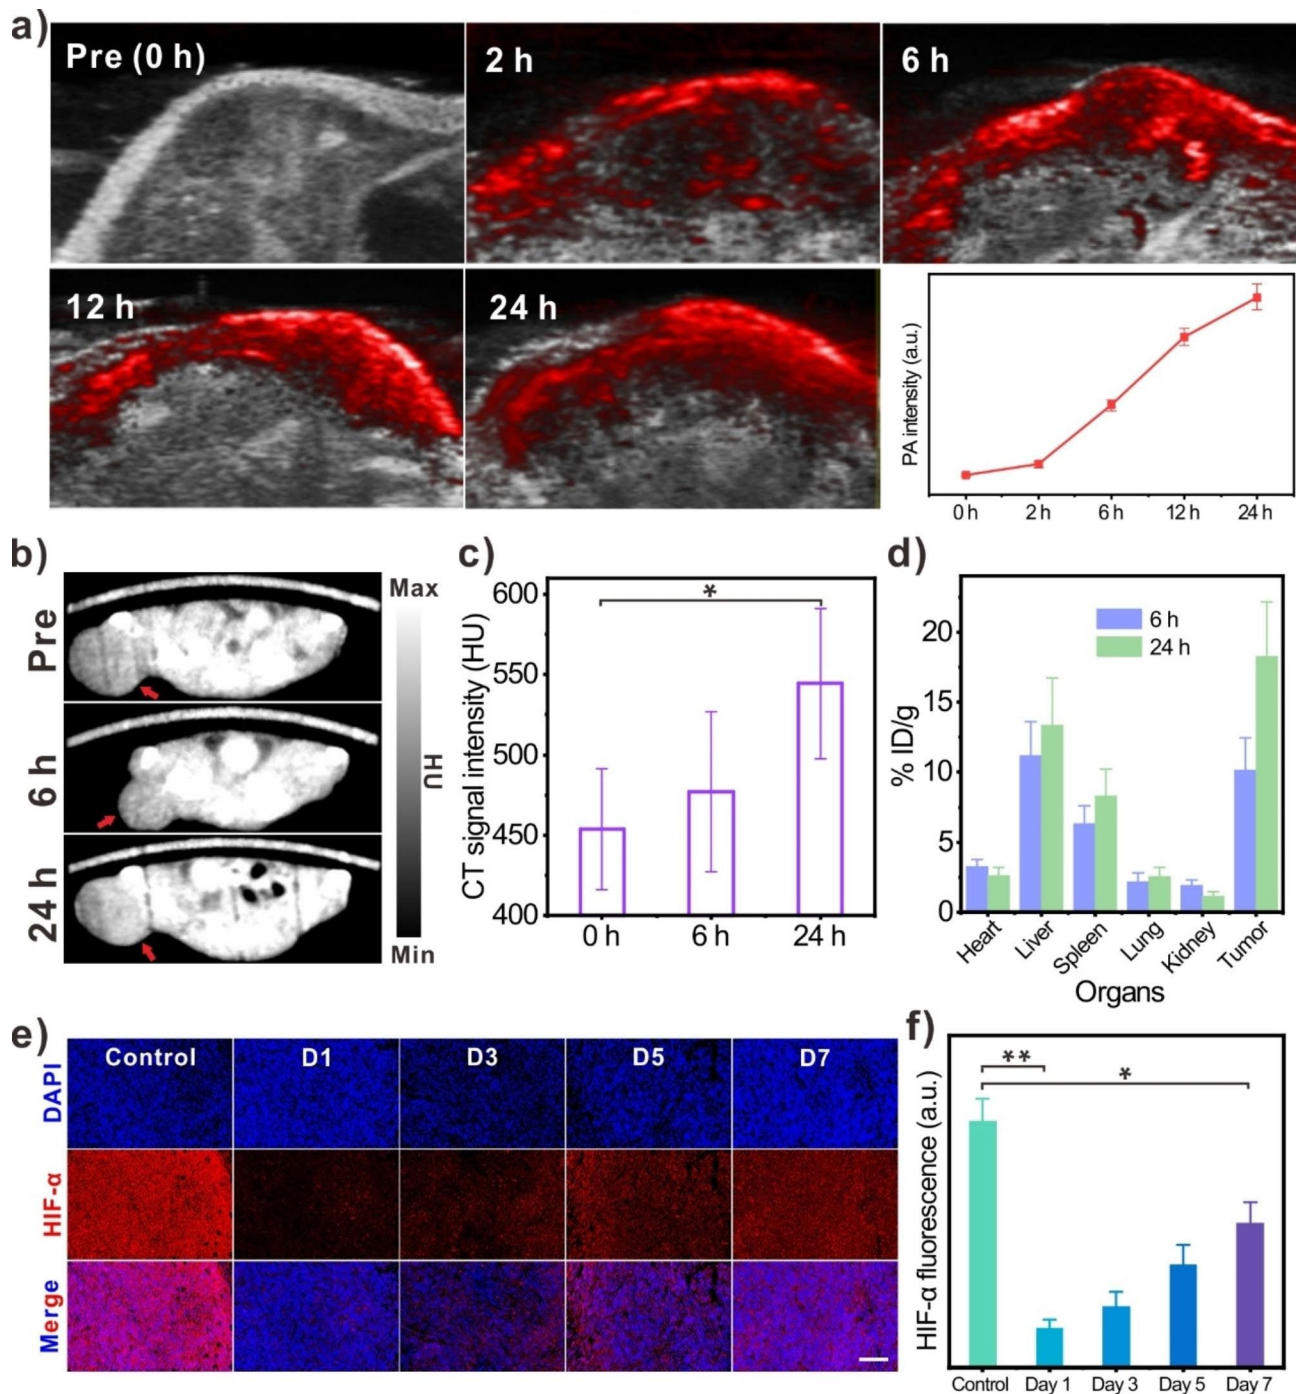 a)
Pre (0 h)
2 h
6 h
12 h
24 h
PA intensity (a.u.)
0 h
2 h
6 h
12 h
24 h
b)
Pre
6 h
24 h
Max
HU
Min
c)
CT signal intensity (HU)
600
550
500
450
400
*
0 h
6 h
24 h
d)
% ID/g
20
15
10
5
0
6 h
24 h
Heart
Liver
Spleen
Lung
Kidney
Tumor
Organs
e)
Control
D1
D3
D5
D7
DAPI
HIF-α
Merge
f)
HIF-α fluorescence (a.u.)
**
*
Control
Day 1
Day 3
Day 5
Day 7